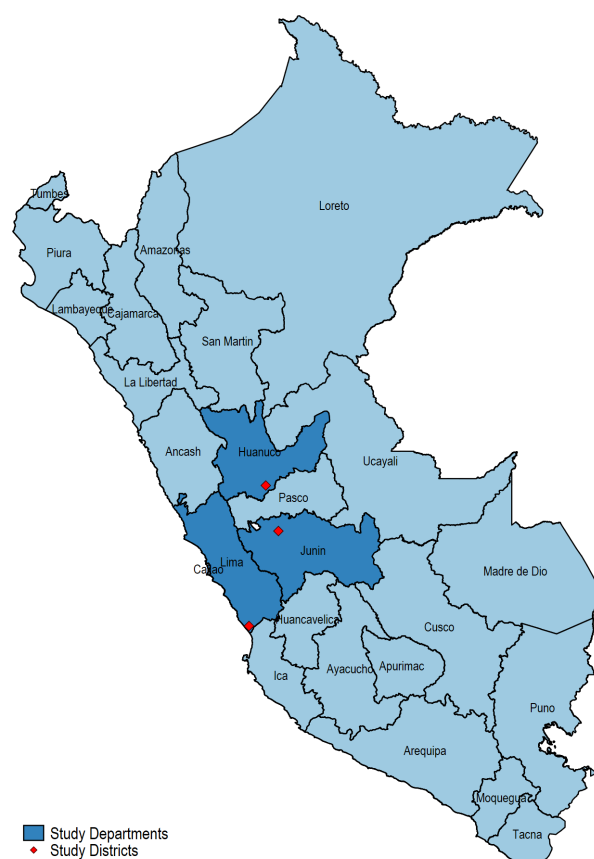 Loreto
Tumbes
Piura
Amazonas
Lambayeque
Cajamarca
San Martin
La Libertad
Ancash
Huanuco
Ucayali
Pasco
Junin
Lima
Callao
Madre de Dio
Huancavelica
Cusco
Ica
Ayacucho
Apurimac
Puno
Arequipa
Moquegua
Tacna
Study Departments
Study Districts